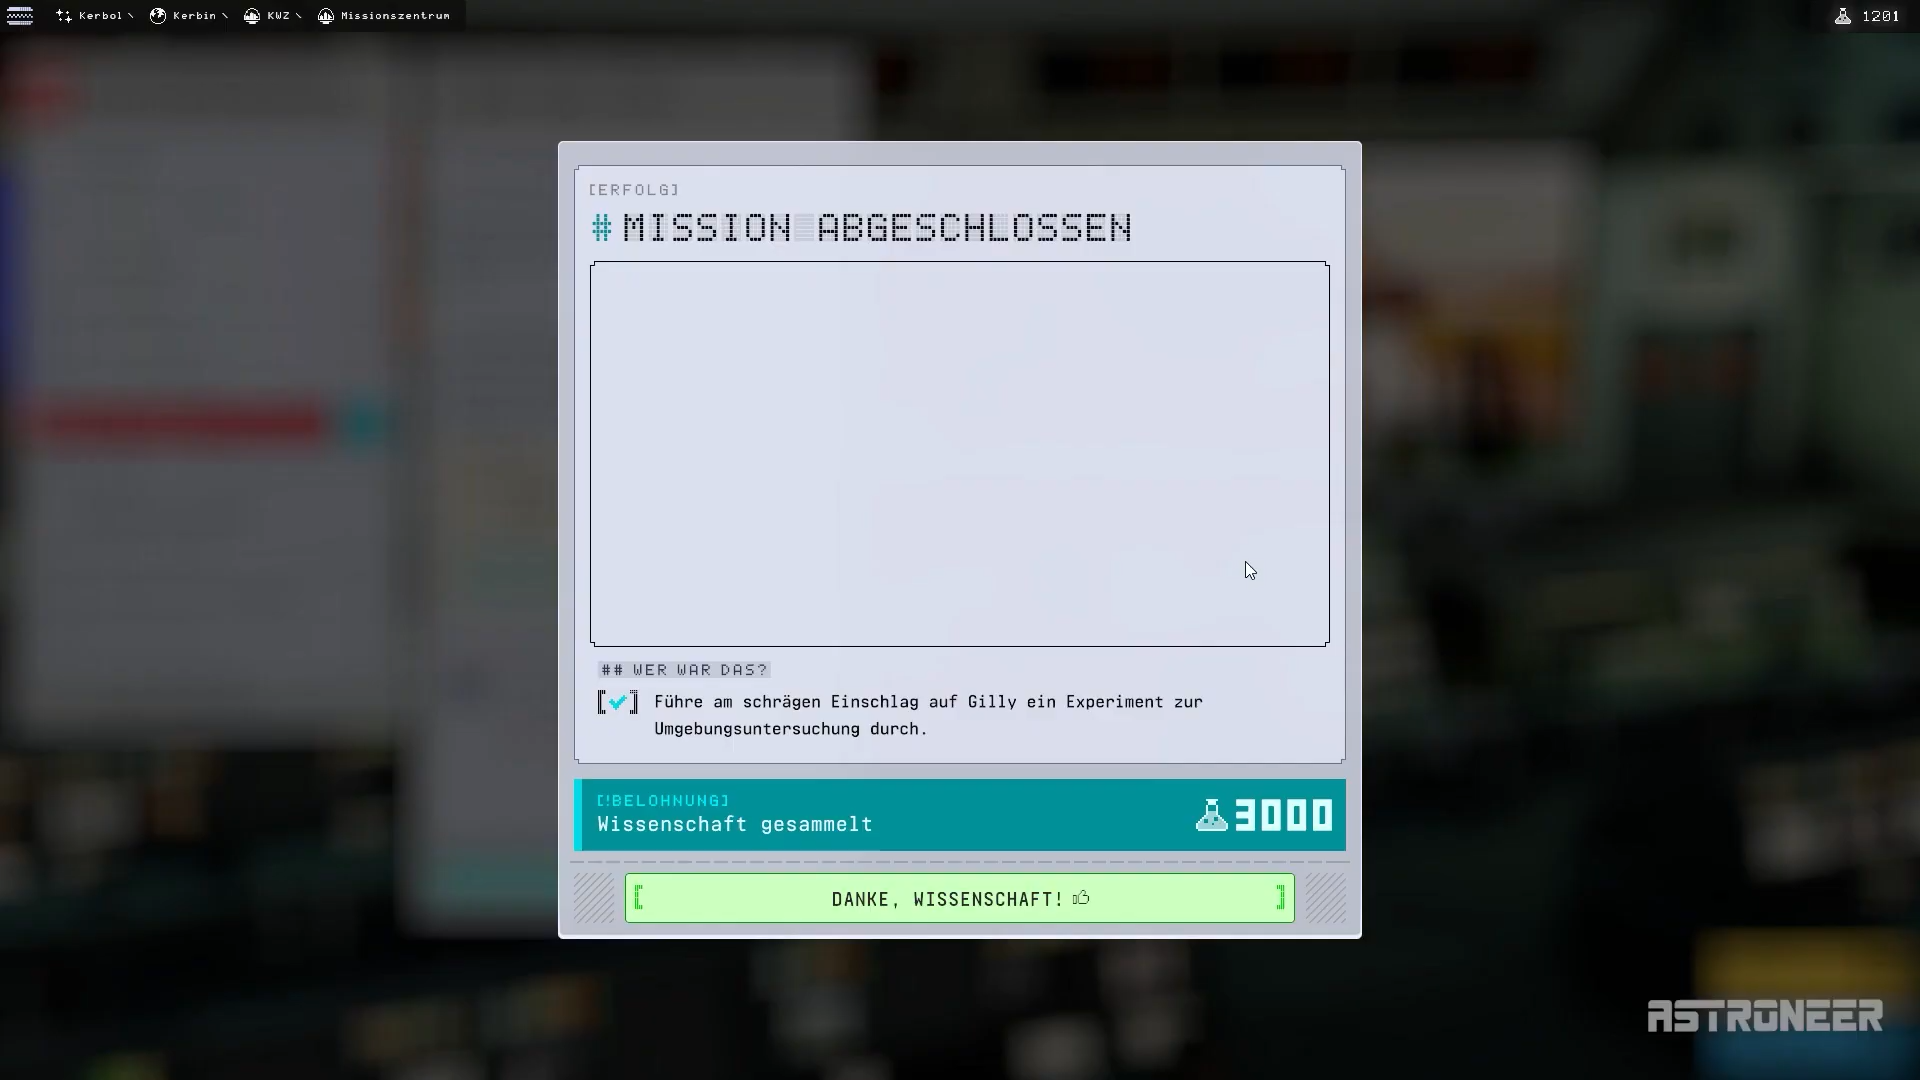 Kerbol
Kerbin
KWZ
Missionszentrum
1201
[ERFOLG]
# MISSION ABGESCHLOSSEN
## WER WAR DAS?
Führe am schrägen Einschlag auf Gilly ein Experiment zur
Umgebungsuntersuchung durch.
[!BELOHNUNG]
Wissenschaft gesammelt
3000
DANKE, WISSENSCHAFT!
ASTRONEER